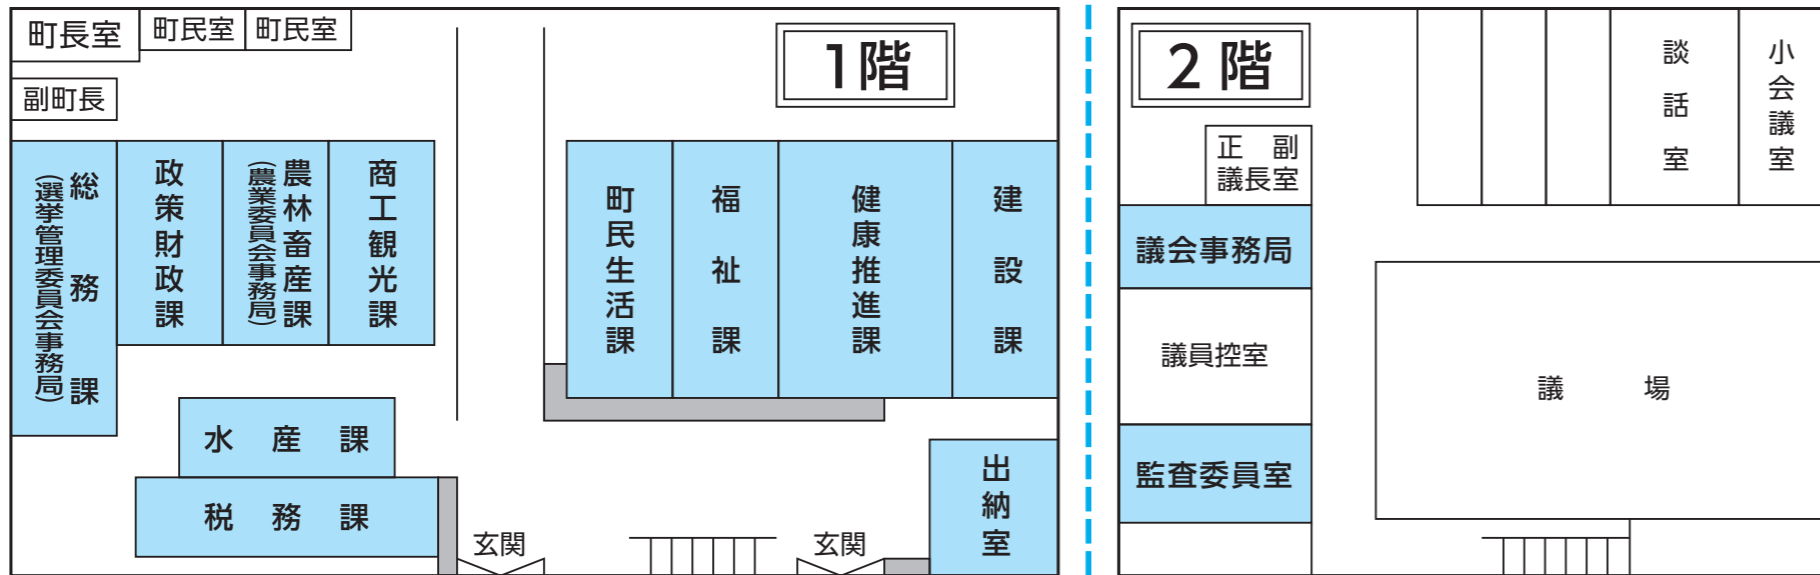 1階
町長室
町民室
町民室
副町長
総務課
（選挙管理委員会事務局）
政策財政課
農林畜産課
（農業委員会事務局）
商工観光課
町民生活課
福祉課
健康推進課
建設課
水産課
税務課
出納室
玄関
玄関
2階
談話室
小会議室
正副
議長室
議会事務局
議員控室
議場
監査委員室